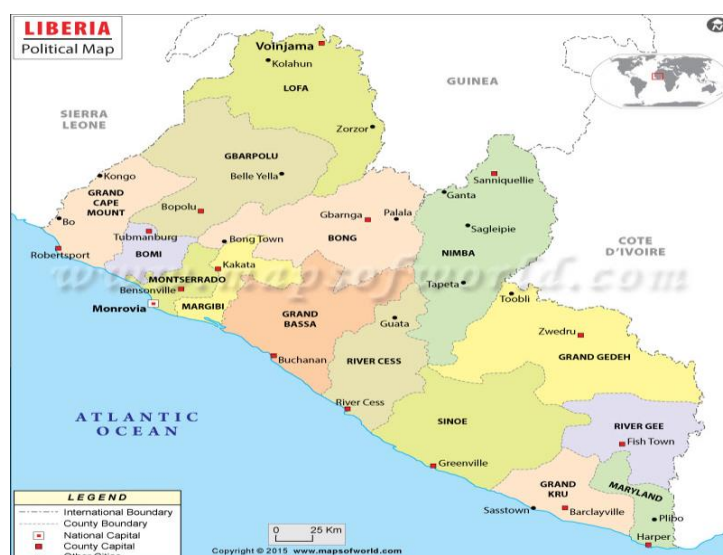 LIBERIA
Political Map
Voinjama
Kolahun
LOFA
GUINEA
SIERRA
LEONE
Zorzor
GBARPOLU
Belle Yella
Kongo
GRAND
CAPE
MOUNT
Bopolu
Bo
Sanniquellie
Ganta
Gbarnga
Palala
Sagleipie
Tubmanburg
Bong Town
BONG
NIMBA
COTE
D'IVOIRE
Robertsport
BOMI
Kakata
www.mapsofworld.com
MONTSERRADO
Bensonville
Tapeta
Toobli
Monrovia
MARGIBI
GRAND
BASSA
Guata
Zwedru
GRAND GEDEH
Buchanan
RIVER CESS
River Cess
ATLANTIC
OCEAN
SINOE
RIVER GEE
Fish Town
Greenville
GRAND
KRU
MARYLAND
Sasstown
Barclayville
Plibo
Harper
LEGEND
International Boundary
County Boundary
National Capital
County Capital
0 25 Km
Copyright © 2015 www.mapsofworld.com